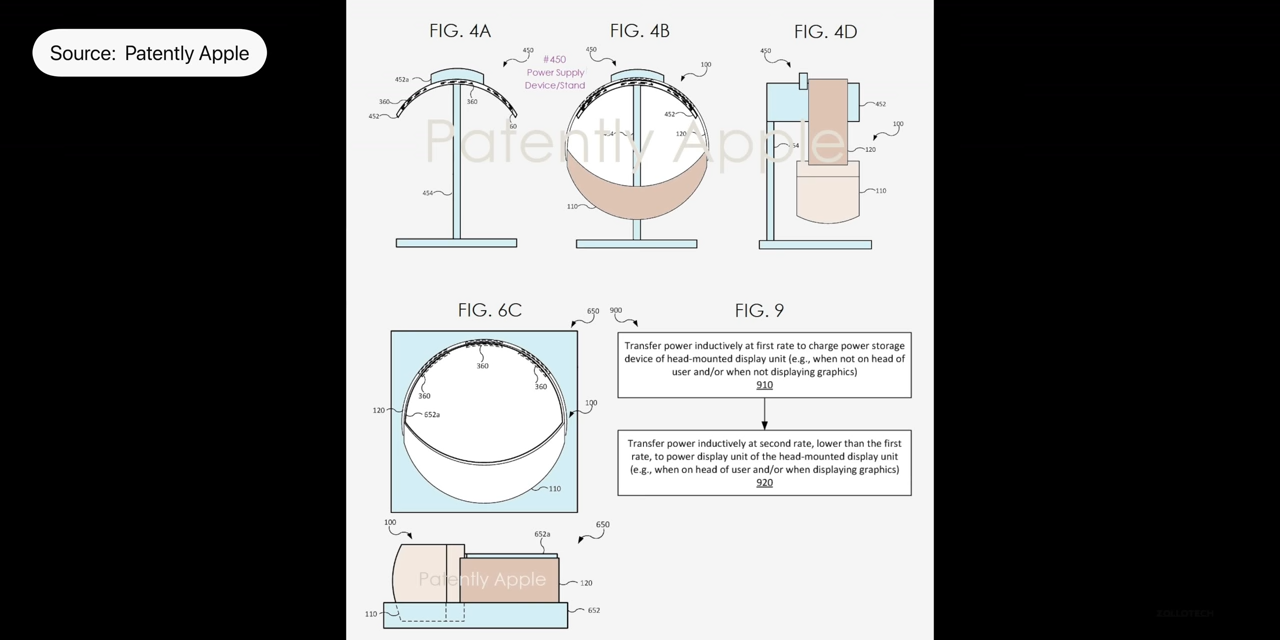 Source: Patently Apple
FIG. 4A
FIG. 4B
FIG. 4D
450
#450
Power Supply
Device/Stand
450
100
450
452a
360
360
452
60
454
452
120
110
452
100
54
120
110
Patently Apple
FIG. 6C
650
900
FIG. 9
360
360
360
120
652a
100
110
Transfer power inductively at first rate to charge power storage
device of head-mounted display unit (e.g., when not on head of
user and/or when not displaying graphics)
910
Transfer power inductively at second rate, lower than the first
rate, to power display unit of the head-mounted display unit
(e.g., when on head of user and/or when displaying graphics)
920
100
652a
650
Patently Apple
120
110
652